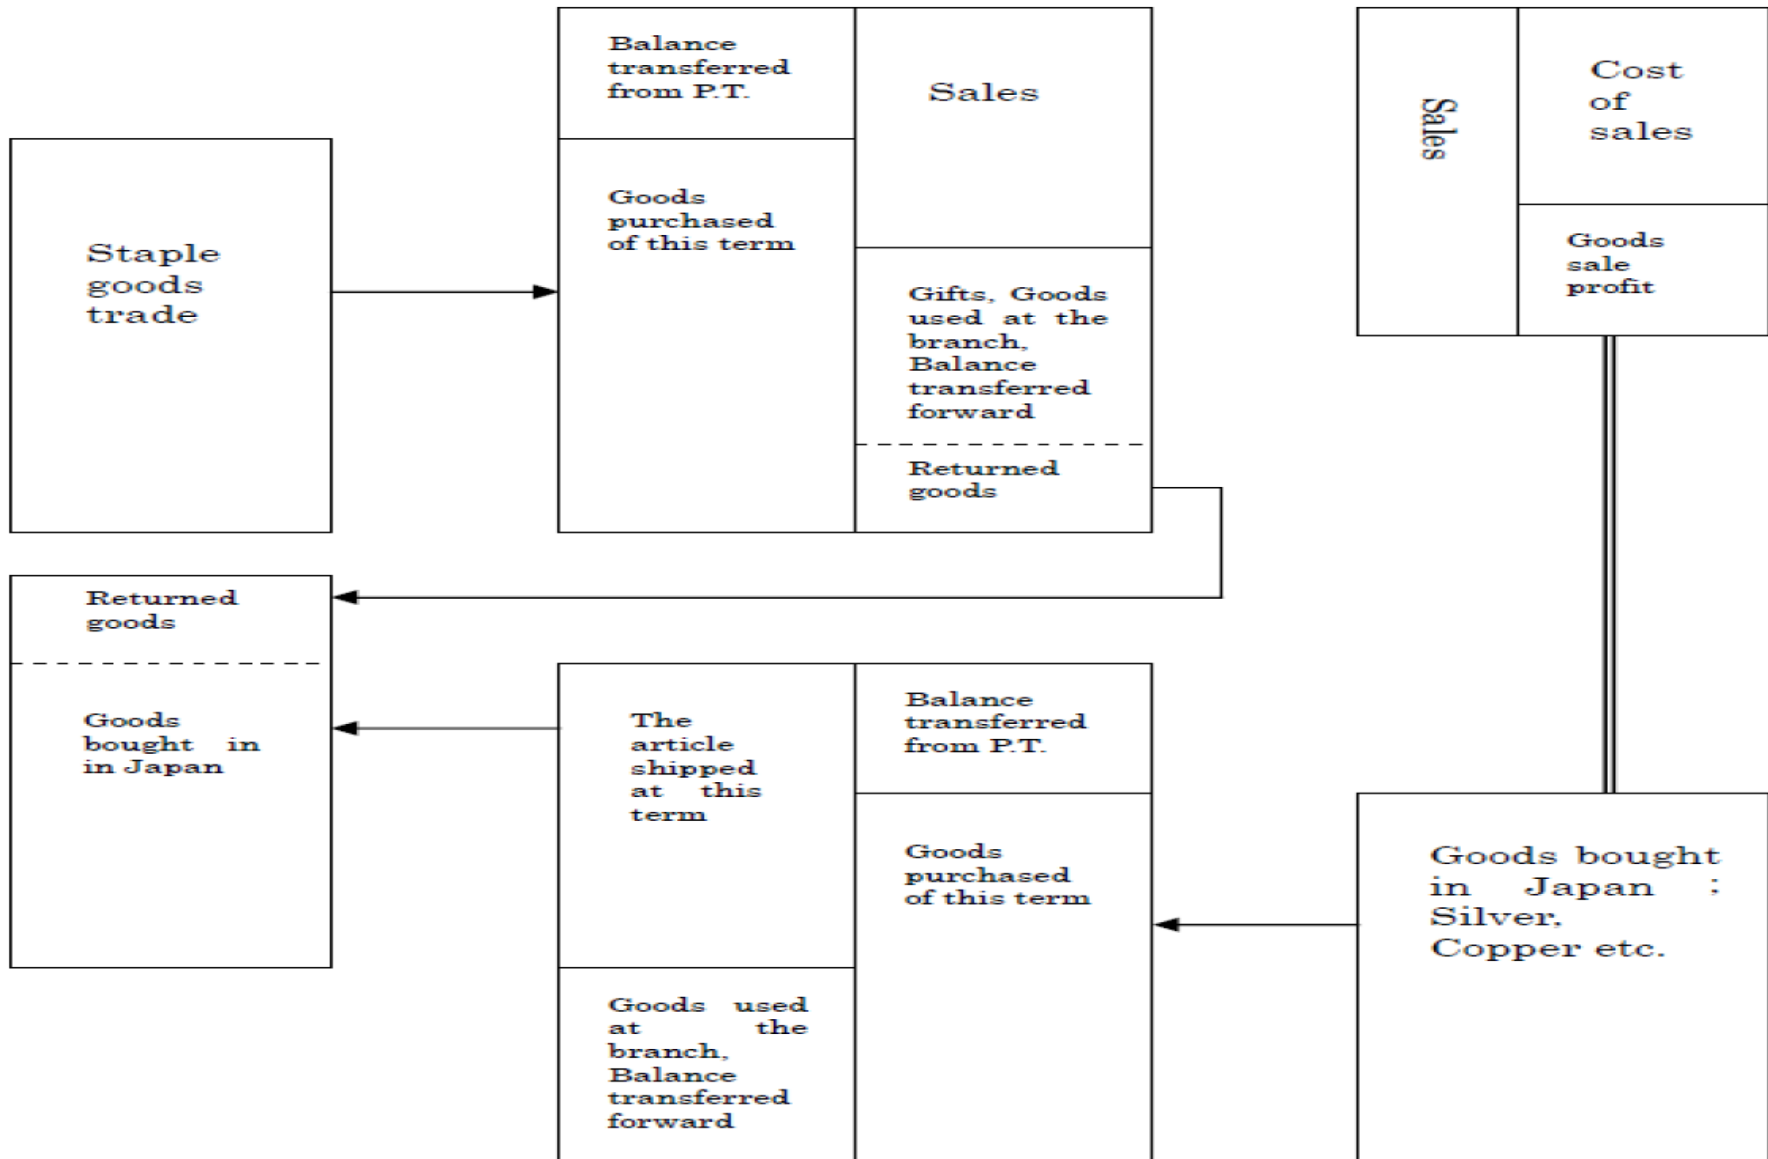 Balance
transferred
from P.T.
Sales
Sales
Cost
of
sales
Staple
goods
trade
Goods
purchased
of this term
Goods
sale
profit
Gifts, Goods
used at the
branch,
Balance
transferred
forward
Returned
goods
Returned
goods
Goods
bought in
in Japan
The
article
shipped
at this
term
Balance
transferred
from P.T.
Goods
purchased
of this term
Goods bought
in Japan ;
Silver,
Copper etc.
Goods used
at the
branch,
Balance
transferred
forward